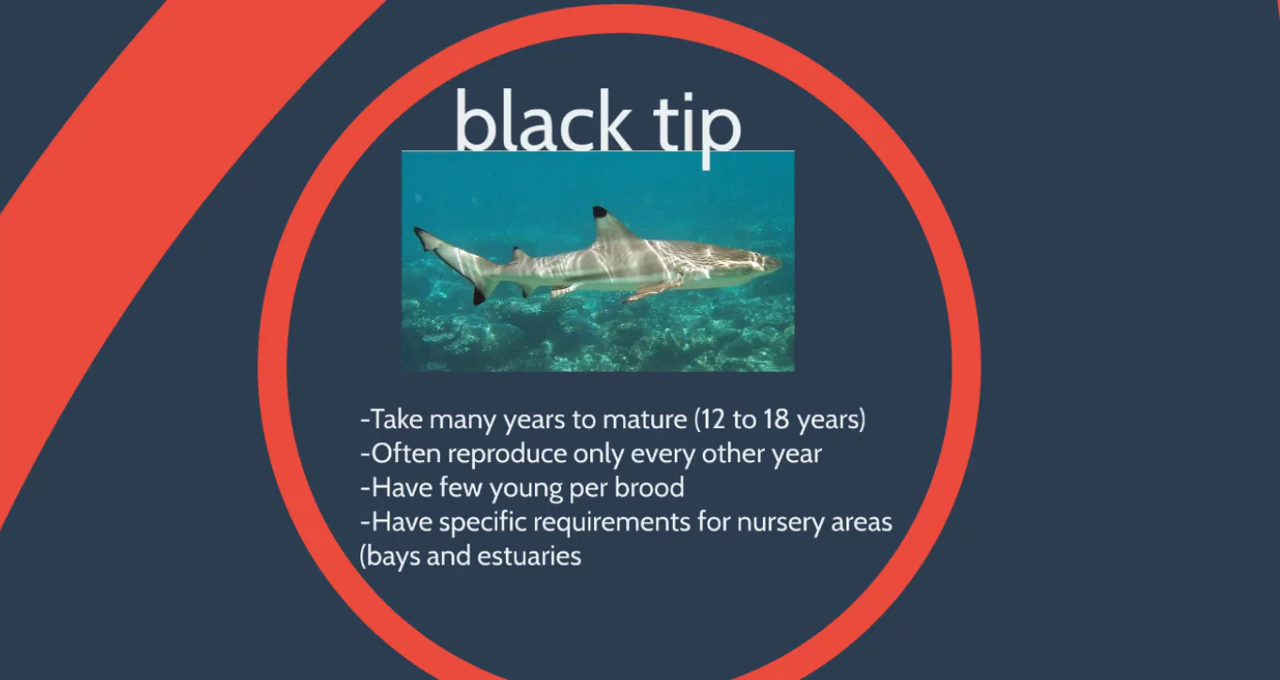 black tip
-Take many years to mature (12 to 18 years)
-Often reproduce only every other year
-Have few young per brood
-Have specific requirements for nursery areas
(bays and estuaries